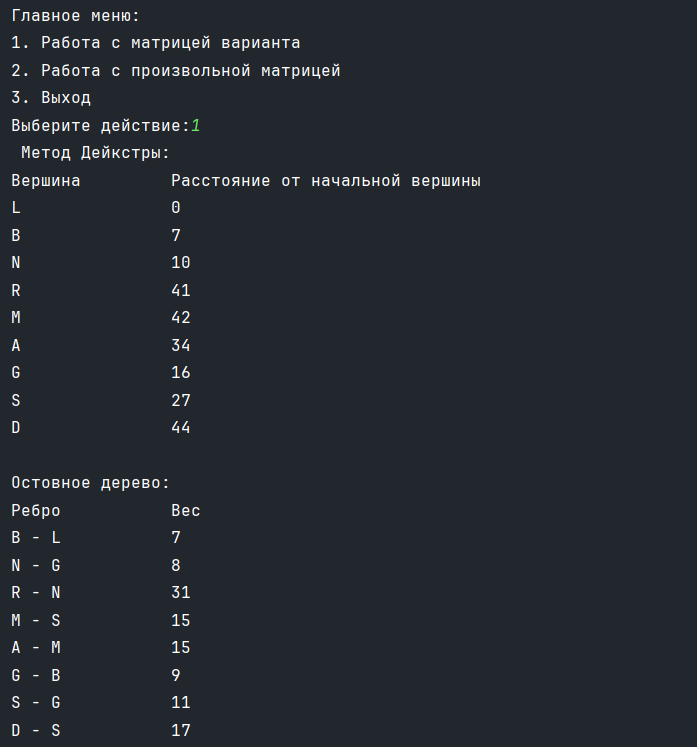 Главное меню:
1. Работа с матрицей варианта
2. Работа с произвольной матрицей
3. Выход
Выберите действие:1
Метод Дейкстры:
Вершина Расстояние от начальной вершины
L 0
B 7
N 10
R 41
M 42
A 34
G 16
S 27
D 44
Остовное дерево:
Ребро Вес
B - L 7
N - G 8
R - N 31
M - S 15
A - M 15
G - B 9
S - G 11
D - S 17